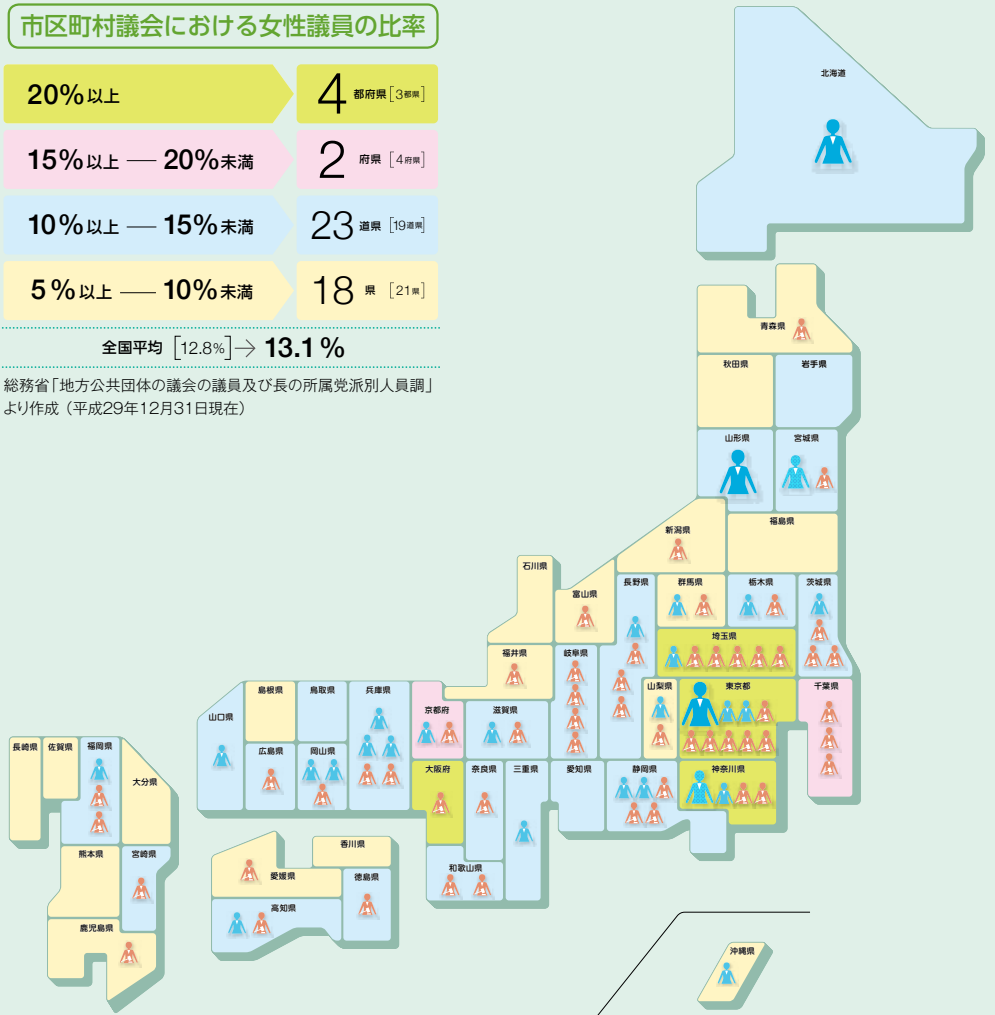 市区町村議会における女性議員の比率
20%以上 4 都府県 [3都県]
15%以上 — 20%未満 2 府県 [4府県]
10%以上 — 15%未満 23 道県 [19道県]
5%以上 — 10%未満 18 県 [21県]
全国平均 [12.8%]→ 13.1%
総務省「地方公共団体の議会の議員及び長の所属党派別人員調」
より作成(平成29年12月31日現在)
北海道
青森県
秋田県 岩手県
山形県 宮城県
福島県
新潟県
石川県
富山県
長野県 群馬県 栃木県 茨城県
埼玉県
福井県 岐阜県
山梨県 東京都 千葉県
島根県 鳥取県 兵庫県
京都府 滋賀県
山口県
広島県 岡山県
長崎県 佐賀県 福岡県
大分県
大阪府 奈良県 三重県 愛知県 静岡県 神奈川県
香川県
熊本県 宮崎県
愛媛県 徳島県
和歌山県
高知県
鹿児島県
沖縄県